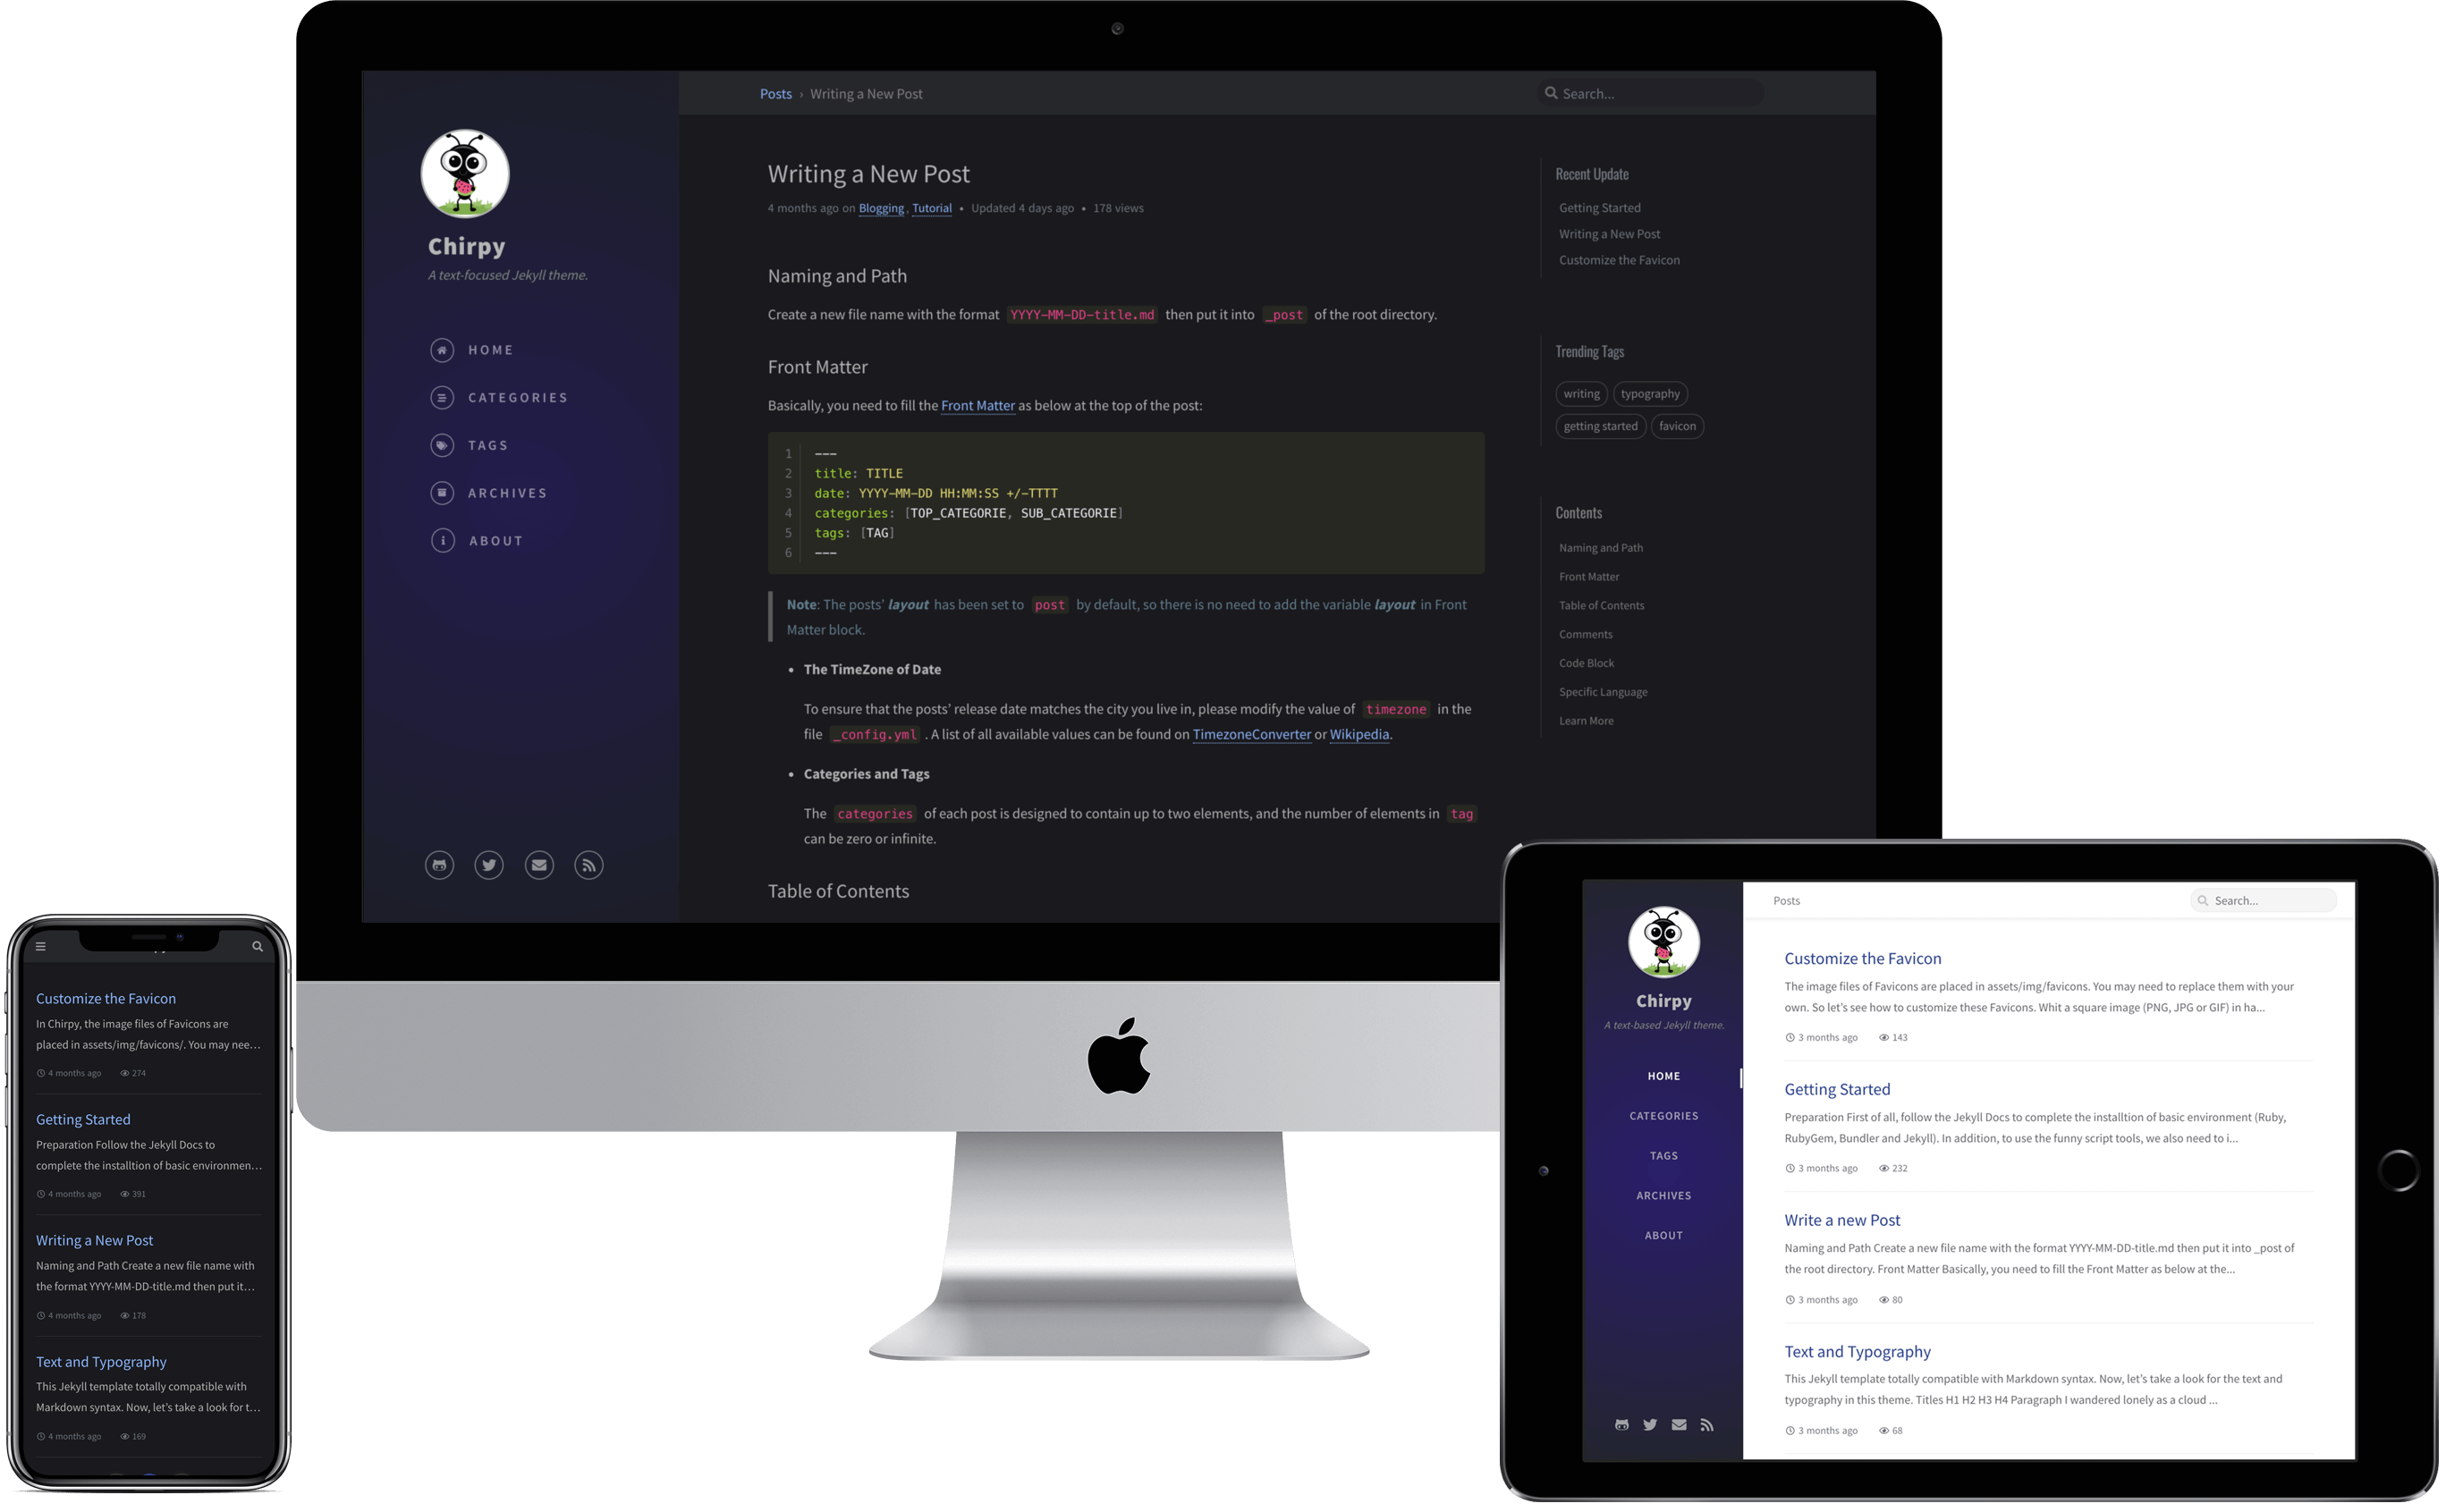 Posts › Writing a New Post
Search...
Chirpy
A text-focused Jekyll theme.
HOME
CATEGORIES
TAGS
ARCHIVES
ABOUT
Writing a New Post
4 months ago on Blogging, Tutorial • Updated 4 days ago • 178 views
Naming and Path
Create a new file name with the format YYYY-MM-DD-title.md then put it into _post of the root directory.
Front Matter
Basically, you need to fill the Front Matter as below at the top of the post:
1 ---
2 title: TITLE
3 date: YYYY-MM-DD HH:MM:SS +/-TTTT
4 categories: [TOP_CATEGORIE, SUB_CATEGORIE]
5 tags: [TAG]
6 ---
Note: The posts' layout has been set to post by default, so there is no need to add the variable layout in Front
Matter block.
• The TimeZone of Date
To ensure that the posts' release date matches the city you live in, please modify the value of timezone in the
file _config.yml . A list of all available values can be found on TimezoneConverter or Wikipedia.
• Categories and Tags
The categories of each post is designed to contain up to two elements, and the number of elements in tag
can be zero or infinite.
Table of Contents
Recent Update
Getting Started
Writing a New Post
Customize the Favicon
Trending Tags
writing typography
getting started favicon
Contents
Naming and Path
Front Matter
Table of Contents
Comments
Code Block
Specific Language
Learn More
Customize the Favicon
In Chirpy, the image files of Favicons are
placed in assets/img/favicons/. You may nee...
4 months ago 274
Getting Started
Preparation Follow the Jekyll Docs to
complete the installtion of basic environmen...
4 months ago 391
Writing a New Post
Naming and Path Create a new file name with
the format YYYY-MM-DD-title.md then put it...
4 months ago 178
Text and Typography
This Jekyll template totally compatible with
Markdown syntax. Now, let's take a look for t...
4 months ago 169
Chirpy
A text-based Jekyll theme.
HOME
CATEGORIES
TAGS
ARCHIVES
ABOUT
Posts
Search...
Customize the Favicon
The image files of Favicons are placed in assets/img/favicons. You may need to replace them with your
own. So let's see how to customize these Favicons. Whit a square image (PNG, JPG or GIF) in ha...
3 months ago 143
Getting Started
Preparation First of all, follow the Jekyll Docs to complete the installtion of basic environment (Ruby,
RubyGem, Bundler and Jekyll). In addition, to use the funny script tools, we also need to i...
3 months ago 232
Write a new Post
Naming and Path Create a new file name with the format YYYY-MM-DD-title.md then put it into _post of
the root directory. Front Matter Basically, you need to fill the Front Matter as below at the...
3 months ago 80
Text and Typography
This Jekyll template totally compatible with Markdown syntax. Now, let's take a look for the text and
typography in this theme. Titles H1 H2 H3 H4 Paragraph I wandered lonely as a cloud ...
3 months ago 68